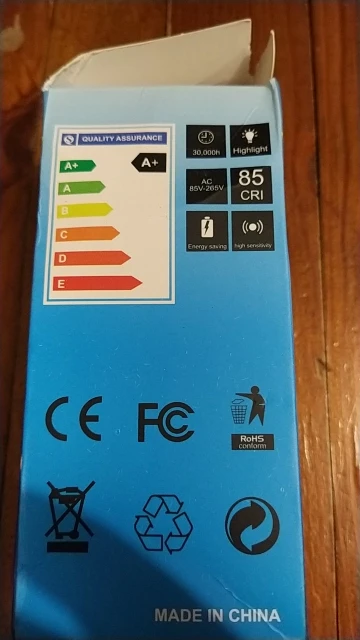 QUALITY ASSURANCE
A+
A+
A
B
C
D
E
30.000h
Highlight
AC
85V-265V
85
CRI
Energy saving
high sensitivity
CE
FC
RoHS
conform
MADE IN CHINA